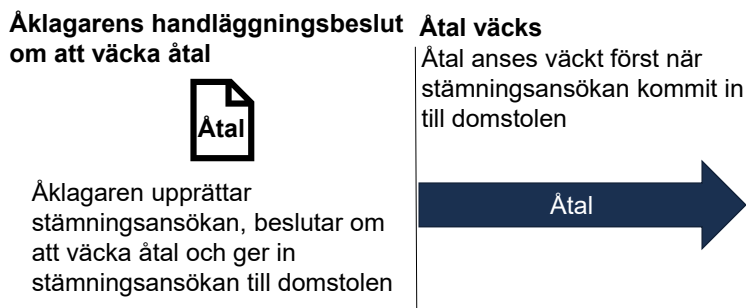 Åklagarens handläggningsbeslut
om att väcka åtal
Åtal
Åklagaren upprättar
stämningsansökan, beslutar om
att väcka åtal och ger in
stämningsansökan till domstolen
Åtal väcks
Åtal anses väckt först när
stämningsansökan kommit in
till domstolen
Åtal